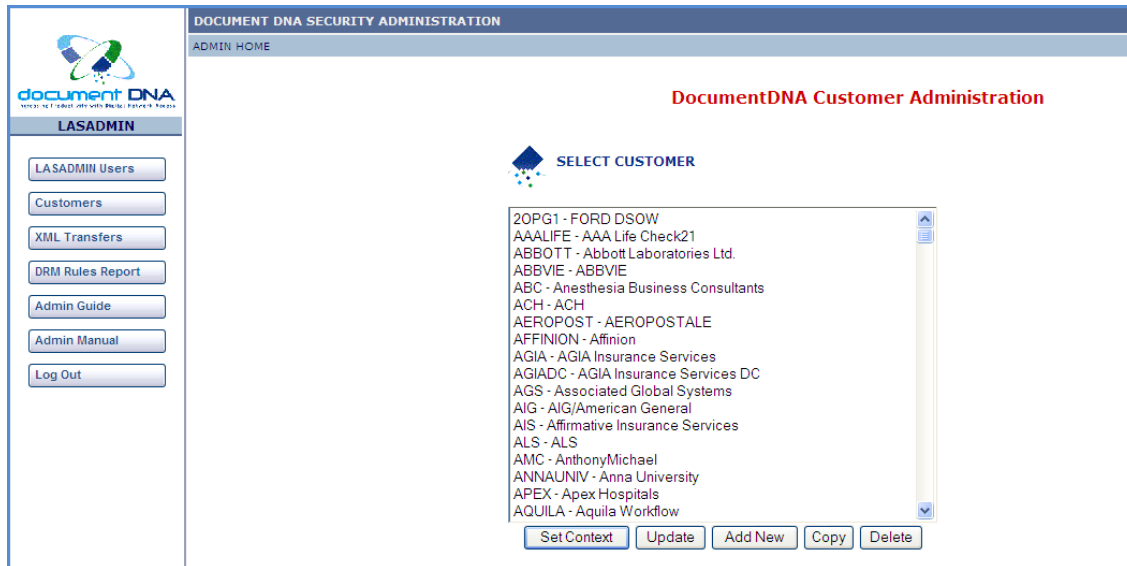 DOCUMENT DNA SECURITY ADMINISTRATION
ADMIN HOME
document DNA
LASADMIN
LASADMIN Users
Customers
XML Transfers
DRM Rules Report
Admin Guide
Admin Manual
Log Out
DocumentDNA Customer Administration
SELECT CUSTOMER
2OPG1 - FORD DSOW
AAALIFE - AAA Life Check21
ABBOTT - Abbott Laboratories Ltd.
ABBVIE - ABBVIE
ABC - Anesthesia Business Consultants
ACH - ACH
AEROPOST - AEROPOSTALE
AFFINION - Affinion
AGIA - AGIA Insurance Services
AGIADC - AGIA Insurance Services DC
AGS - Associated Global Systems
AIG - AIG/American General
AIS - Affirmative Insurance Services
ALS - ALS
AMC - AnthonyMichael
ANNAUNIV - Anna University
APEX - Apex Hospitals
AQUILA - Aquila Workflow
Set Context Update Add New Copy Delete